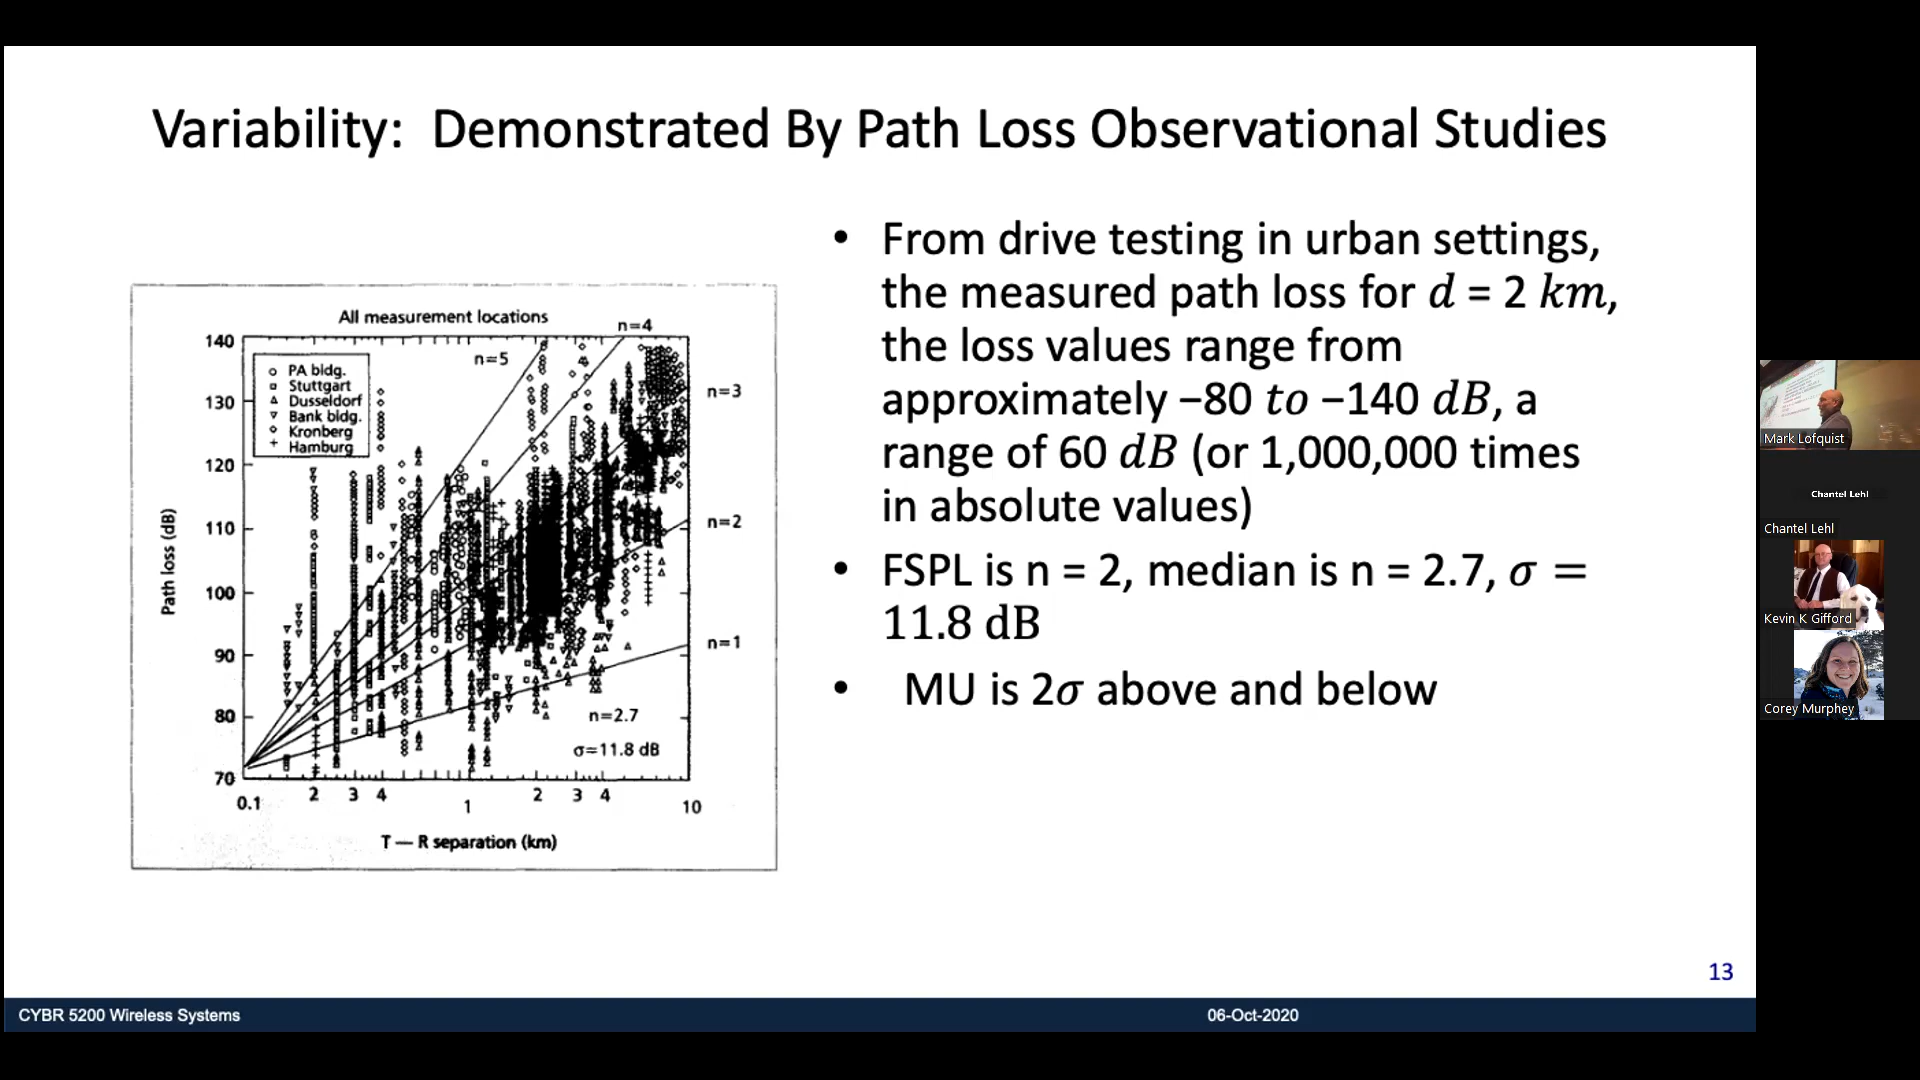 Variability:  Demonstrated By Path Loss Observational Studies
All measurement locations
n=4
n=5
n=3
n=2
n=1
PA bldg.
Stuttgart
Dusseldorf
Bank bldg.
Kronberg
Hamburg
140
130
120
110
100
90
80
70
Path loss (dB)
n=2.7
σ=11.8 dB
0.1 2 3 4 1 2 3 4 10
T — R separation (km)
• From drive testing in urban settings,
the measured path loss for d = 2 km,
the loss values range from
approximately −80 to −140 dB, a
range of 60 dB (or 1,000,000 times
in absolute values)
• FSPL is n = 2, median is n = 2.7, σ =
11.8 dB
• MU is 2σ above and below
13
CYBR 5200 Wireless Systems
06-Oct-2020
Mark Lofquist
Chantel Lehl
Chantel Lehl
Kevin K Gifford
Corey Murphey